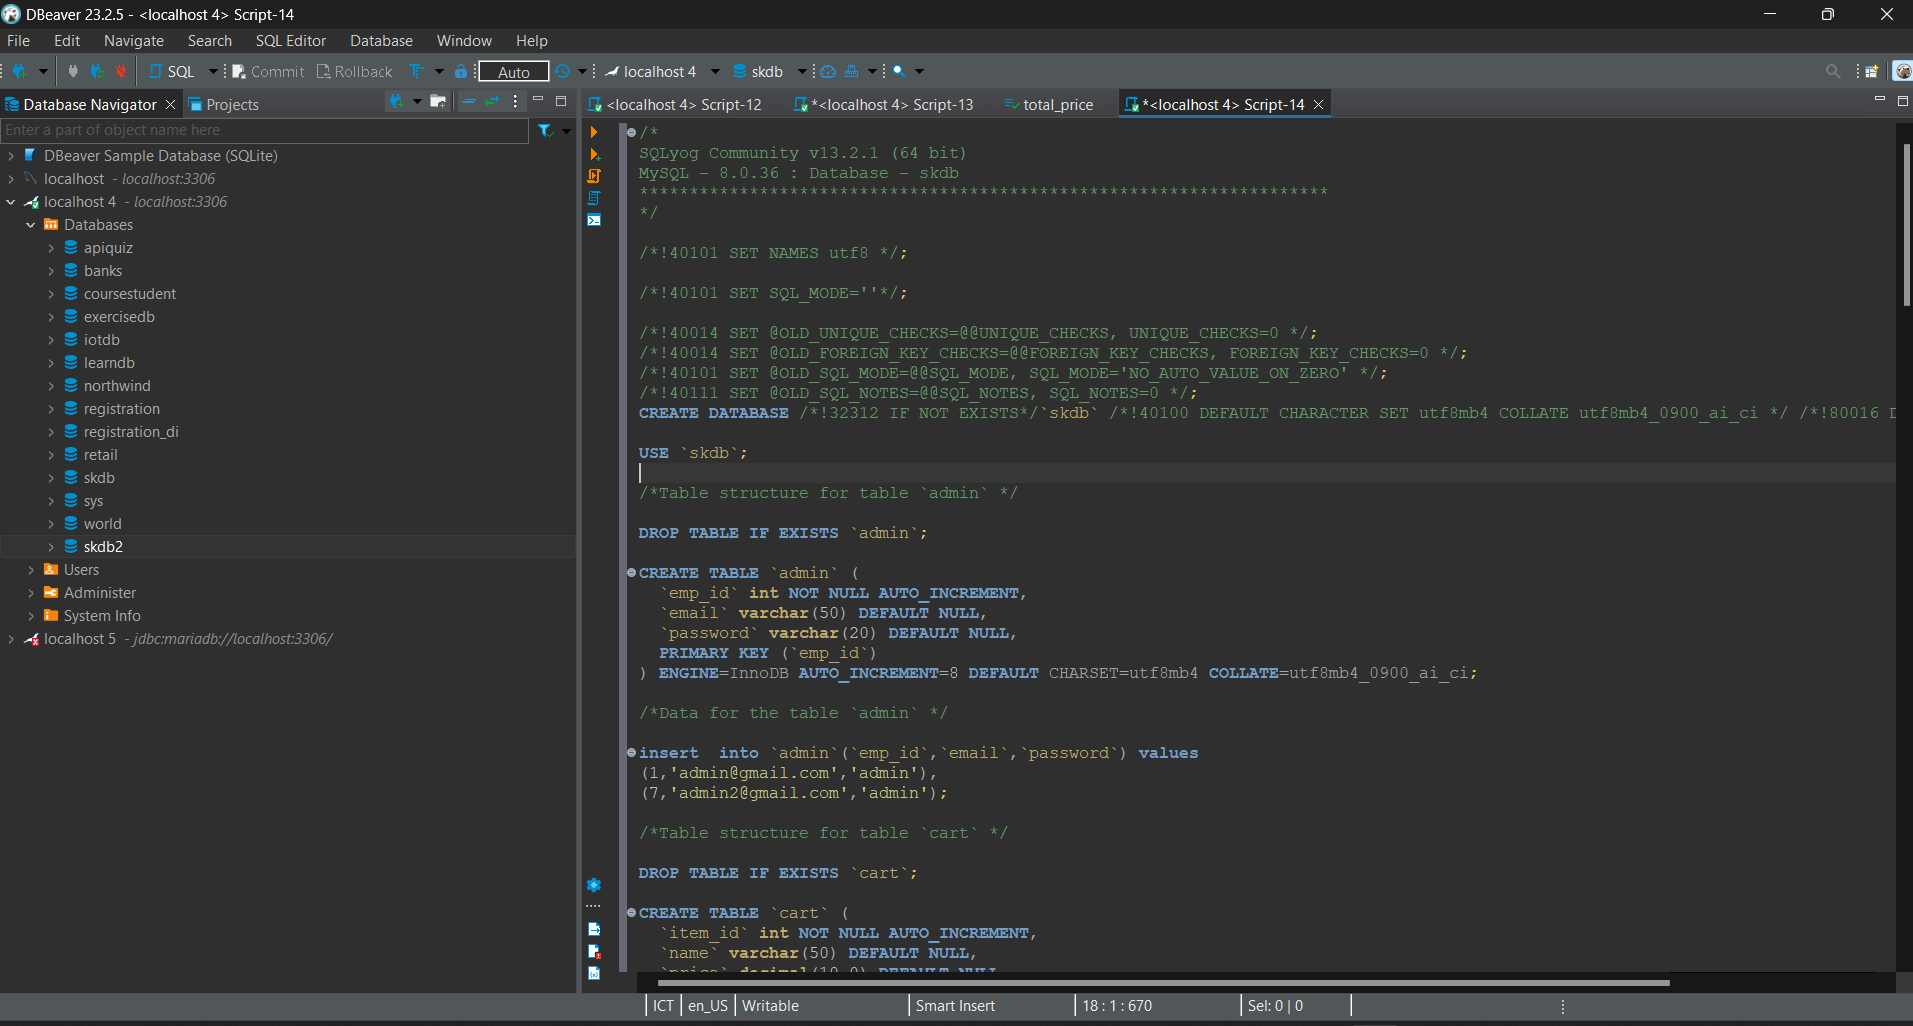 DBeaver 23.2.5 - <localhost 4> Script-14
File Edit Navigate Search SQL Editor Database Window Help
SQL Commit Rollback Auto localhost 4 skdb
Database Navigator Projects
Enter a part of object name here
DBeaver Sample Database (SQLite)
localhost - localhost:3306
localhost 4 - localhost:3306
Databases
apiquiz
banks
coursestudent
exercisedb
iotdb
learndb
northwind
registration
registration_di
retail
skdb
sys
world
skdb2
Users
Administer
System Info
localhost 5 - jdbc:mariadb://localhost:3306/
<localhost 4> Script-12 *<localhost 4> Script-13 total_price *<localhost 4> Script-14
/*
SQLyog Community v13.2.1 (64 bit)
MySQL - 8.0.36 : Database - skdb
*********************************************************************
*/
/*!40101 SET NAMES utf8 */;
/*!40101 SET SQL_MODE=''*/;
/*!40014 SET @OLD_UNIQUE_CHECKS=@@UNIQUE_CHECKS, UNIQUE_CHECKS=0 */;
/*!40014 SET @OLD_FOREIGN_KEY_CHECKS=@@FOREIGN_KEY_CHECKS, FOREIGN_KEY_CHECKS=0 */;
/*!40101 SET @OLD_SQL_MODE=@@SQL_MODE, SQL_MODE='NO_AUTO_VALUE_ON_ZERO' */;
/*!40111 SET @OLD_SQL_NOTES=@@SQL_NOTES, SQL_NOTES=0 */;
CREATE DATABASE /*!32312 IF NOT EXISTS*/`skdb` /*!40100 DEFAULT CHARACTER SET utf8mb4 COLLATE utf8mb4_0900_ai_ci */ /*!80016
USE `skdb`;
/*Table structure for table `admin` */
DROP TABLE IF EXISTS `admin`;
CREATE TABLE `admin` (
`emp_id` int NOT NULL AUTO_INCREMENT,
`email` varchar(50) DEFAULT NULL,
`password` varchar(20) DEFAULT NULL,
PRIMARY KEY (`emp_id`)
) ENGINE=InnoDB AUTO_INCREMENT=8 DEFAULT CHARSET=utf8mb4 COLLATE=utf8mb4_0900_ai_ci;
/*Data for the table `admin` */
insert  into `admin`(`emp_id`,`email`,`password`) values
(1,'admin@gmail.com','admin'),
(7,'admin2@gmail.com','admin');
/*Table structure for table `cart` */
DROP TABLE IF EXISTS `cart`;
CREATE TABLE `cart` (
`item_id` int NOT NULL AUTO_INCREMENT,
`name` varchar(50) DEFAULT NULL,
`price` decimal(10,0) DEFAULT NULL
ICT en_US Writable Smart Insert 18 : 1 : 670 Sel: 0 | 0